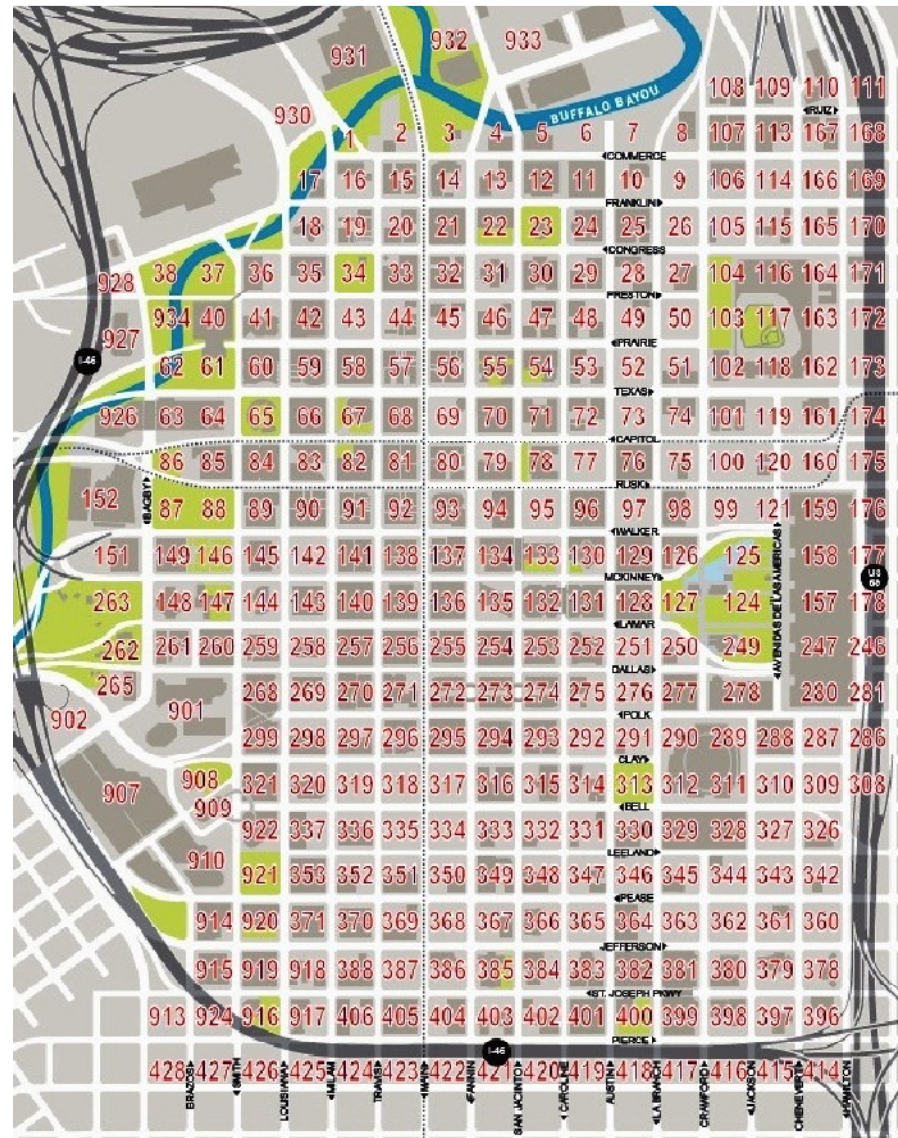 931 932 933
108 109 110 111
BUFFALO BAYOU
◄RUIZ►
930
1 2 3 4 5 6 7 8 107 113 167 168
◄COMMERCE
17 16 15 14 13 12 11 10 9 106 114 166 169
FRANKLIN►
18 19 20 21 22 23 24 25 26 105 115 165 170
◄CONGRESS
928 38 37 36 35 34 33 32 31 30 29 28 27 104 116 164 171
PRESTON►
934 40 41 42 43 44 45 46 47 48 49 50 103 117 163 172
927
◄PRAIRIE
I-45
62 61 60 59 58 57 56 55 54 53 52 51 102 118 162 173
TEXAS►
926 63 64 65 66 67 68 69 70 71 72 73 74 101 119 161 174
◄CAPITOL
86 85 84 83 82 81 80 79 78 77 76 75 100 120 160 175
RUSK►
152 ◄BAGBY►
87 88 89 90 91 92 93 94 95 96 97 98 99 121 159 176
◄WALKER
151 149 146 145 142 141 138 137 134 133 130 129 126 125 158 177
MCKINNEY►
US 59
◄AVENIDAS DE LAS AMERICAS►
263 148 147 144 143 140 139 136 135 132 131 128 127 124 157 178
◄LAMAR
262 261 260 259 258 257 256 255 254 253 252 251 250 249 247 246
DALLAS►
265 268 269 270 271 272 273 274 275 276 277 278 280 281
902 901
◄POLK
299 298 297 296 295 294 293 292 291 290 289 288 287 286
CLAY►
907 908 321 320 319 318 317 316 315 314 313 312 311 310 309 308
909
◄BELL
922 337 336 335 334 333 332 331 330 329 328 327 326
LEELAND►
910 921 353 352 351 350 349 348 347 346 345 344 343 342
◄PEASE
914 920 371 370 369 368 367 366 365 364 363 362 361 360
JEFFERSON►
915 919 918 388 387 386 385 384 383 382 381 380 379 378
◄ST. JOSEPH PKWY
913 924 916 917 406 405 404 403 402 401 400 399 398 397 396
PIERCE►
I-45
428 427 426 425 424 423 422 421 420 419 418 417 416 415 414
BRAZOS► ◄SMITH LOUISIANA► ◄MILAM TRAVIS► ◄MAIN► ◄FANNIN SAN JACINTO► ◄CAROLINE AUSTIN► ◄LA BRANCH CRAWFORD► ◄JACKSON CHENEVERT► ◄HAMILTON